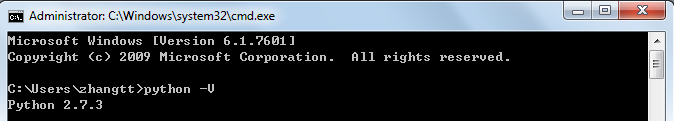 Administrator: C:\Windows\system32\cmd.exe
Microsoft Windows [Version 6.1.7601]
Copyright (c) 2009 Microsoft Corporation.  All rights reserved.
C:\Users\zhangtt>python -V
Python 2.7.3